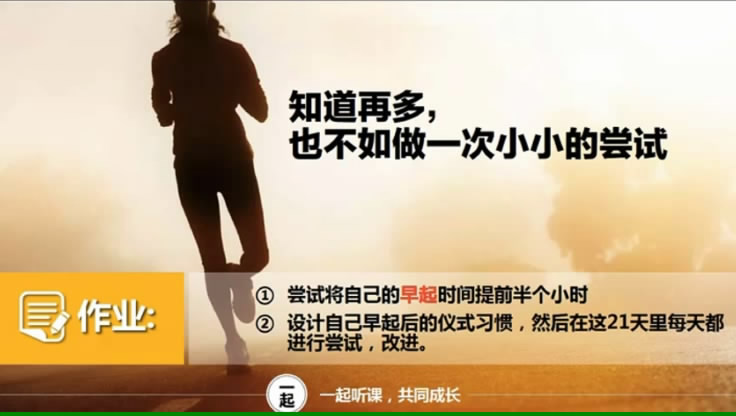 知道再多，
也不如做一次小小的尝试
作业:
① 尝试将自己的早起时间提前半个小时
② 设计自己早起后的仪式习惯，然后在这21天里每天都
进行尝试，改进。
一起
一起听课，共同成长